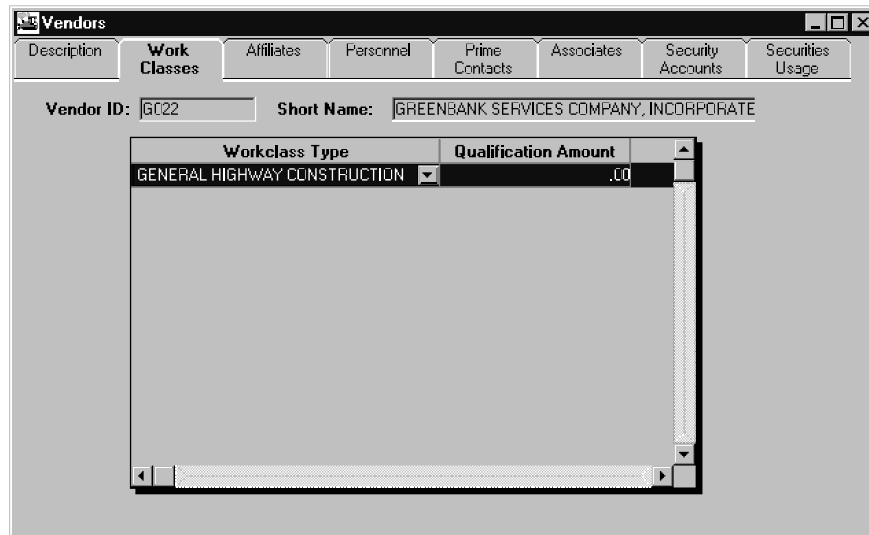 Vendors
Description Work Classes Affiliates Personnel Prime Contacts Associates Security Accounts Securities Usage
Vendor ID: G022 Short Name: GREENBANK SERVICES COMPANY, INCORPORATE
Workclass Type Qualification Amount
GENERAL HIGHWAY CONSTRUCTION .00